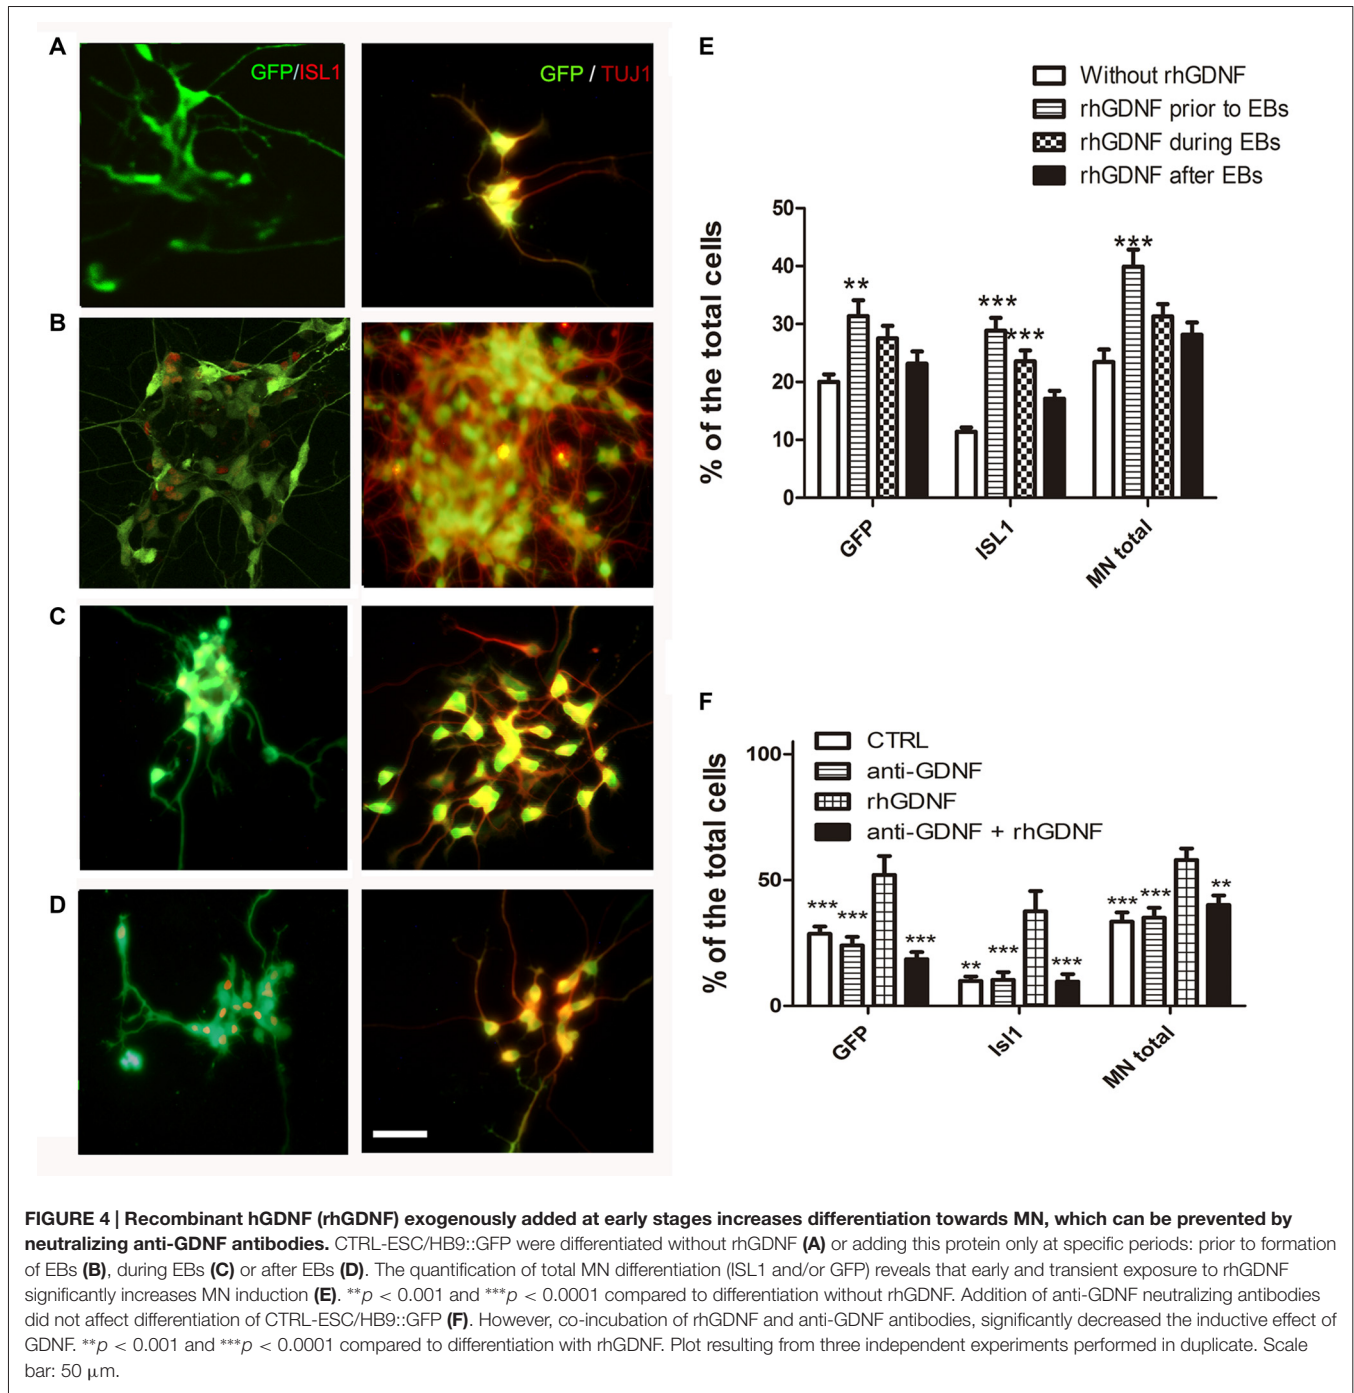 A
GFP/ISL1
GFP / TUJ1
B
C
D
E
Without rhGDNF
rhGDNF prior to EBs
rhGDNF during EBs
rhGDNF after EBs
% of the total cells
50
40
30
20
10
0
**
***
***
***
GFP
ISL1
MN total
F
CTRL
anti-GDNF
rhGDNF
anti-GDNF + rhGDNF
% of the total cells
100
50
0
***
***
***
**
***
***
***
***
**
GFP
Isl1
MN total
FIGURE 4 | Recombinant hGDNF (rhGDNF) exogenously added at early stages increases differentiation towards MN, which can be prevented by
neutralizing anti-GDNF antibodies. CTRL-ESC/HB9::GFP were differentiated without rhGDNF (A) or adding this protein only at specific periods: prior to formation
of EBs (B), during EBs (C) or after EBs (D). The quantification of total MN differentiation (ISL1 and/or GFP) reveals that early and transient exposure to rhGDNF
significantly increases MN induction (E). **p < 0.001 and ***p < 0.0001 compared to differentiation without rhGDNF. Addition of anti-GDNF neutralizing antibodies
did not affect differentiation of CTRL-ESC/HB9::GFP (F). However, co-incubation of rhGDNF and anti-GDNF antibodies, significantly decreased the inductive effect of
GDNF. **p < 0.001 and ***p < 0.0001 compared to differentiation with rhGDNF. Plot resulting from three independent experiments performed in duplicate. Scale
bar: 50 μm.